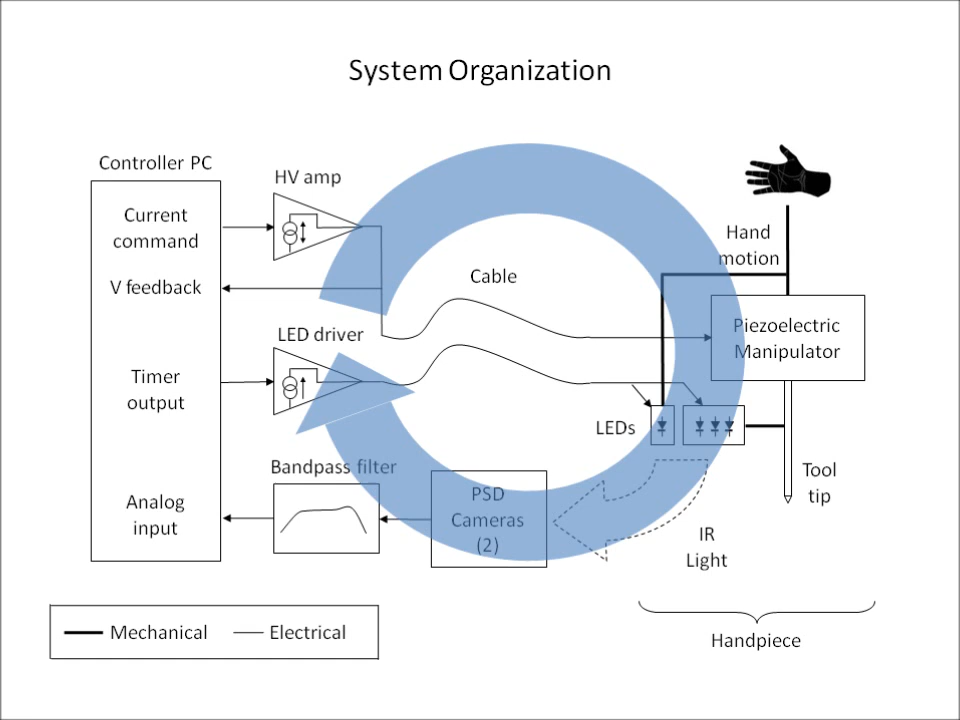 System Organization
Controller PC
HV amp
Current
command
V feedback
Hand
motion
Cable
Piezoelectric
Manipulator
LED driver
Timer
output
LEDs
Bandpass filter
Tool
tip
PSD
Cameras
(2)
Analog
input
IR
Light
Mechanical
Electrical
Handpiece